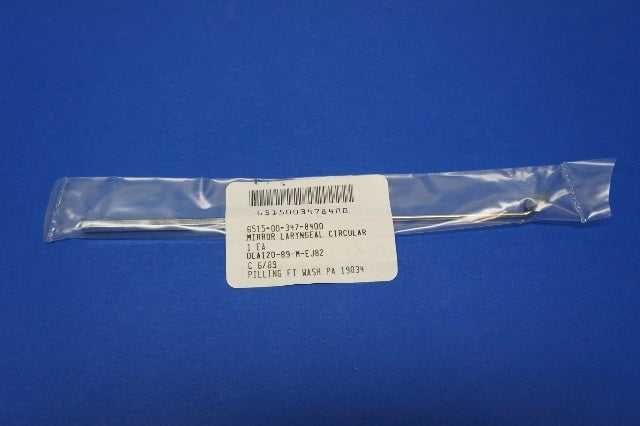 6515003478400
6515-00-347-8400
MIRROR LARYNGEAL CIRCULAR
1 EA
DLA120-89-M-EJ82
C 6/89
PILLING FT WASH PA 19034